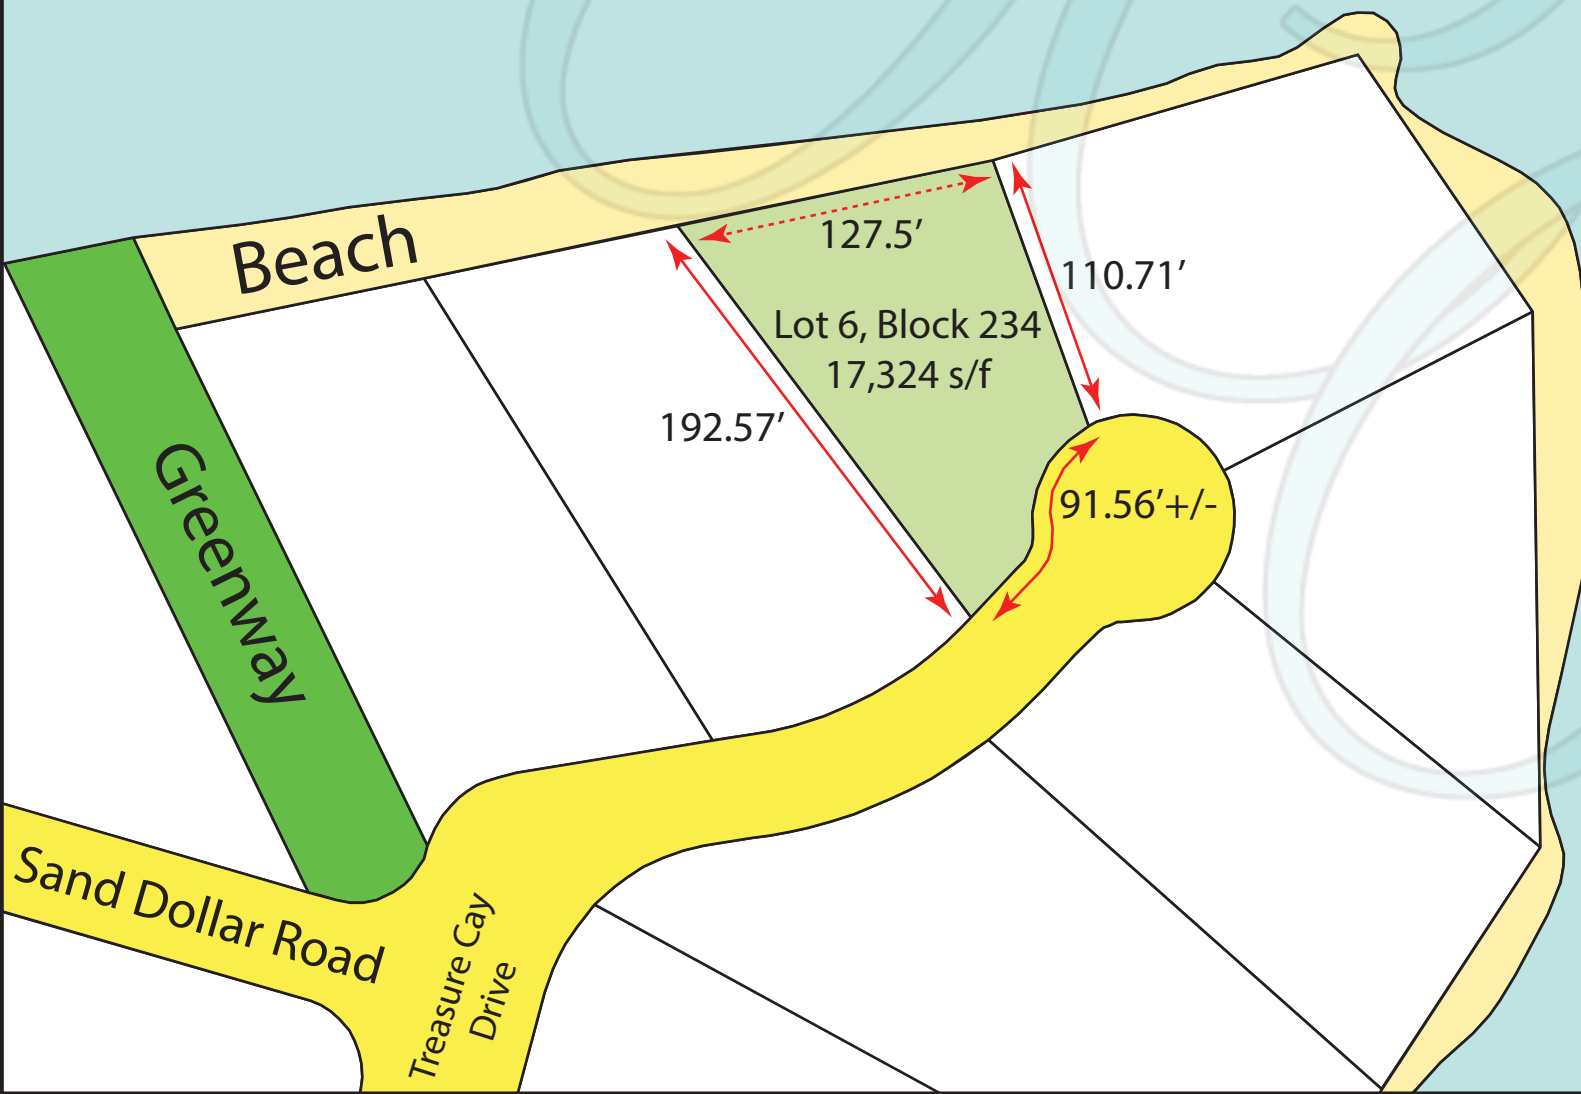 Beach
127.5’
110.71’
Lot 6, Block 234
17,324 s/f
192.57’
91.56’+/-
Greenway
Sand Dollar Road
Treasure Cay
Drive